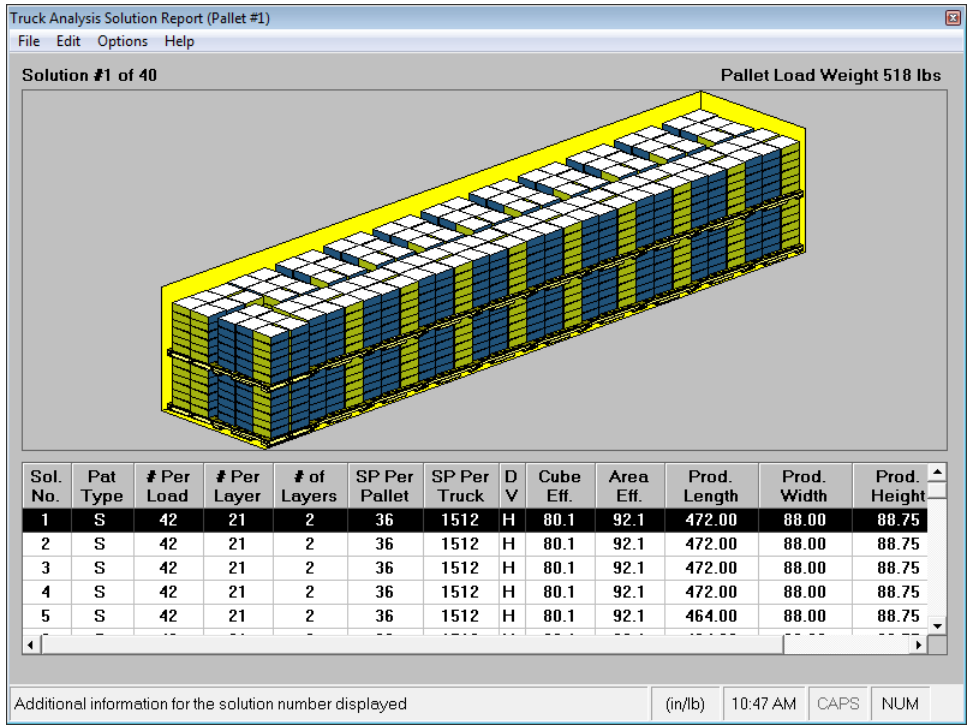 Truck Analysis Solution Report (Pallet #1)
File Edit Options Help
Solution #1 of 40 Pallet Load Weight 518 lbs
Sol. No. Pat Type # Per Load # Per Layer # of Layers SP Per Pallet SP Per Truck D V Cube Eff. Area Eff. Prod. Length Prod. Width Prod. Height
1 S 42 21 2 36 1512 H 80.1 92.1 472.00 88.00 88.75
2 S 42 21 2 36 1512 H 80.1 92.1 472.00 88.00 88.75
3 S 42 21 2 36 1512 H 80.1 92.1 472.00 88.00 88.75
4 S 42 21 2 36 1512 H 80.1 92.1 472.00 88.00 88.75
5 S 42 21 2 36 1512 H 80.1 92.1 464.00 88.00 88.75
Additional information for the solution number displayed (in/lb) 10:47 AM CAPS NUM